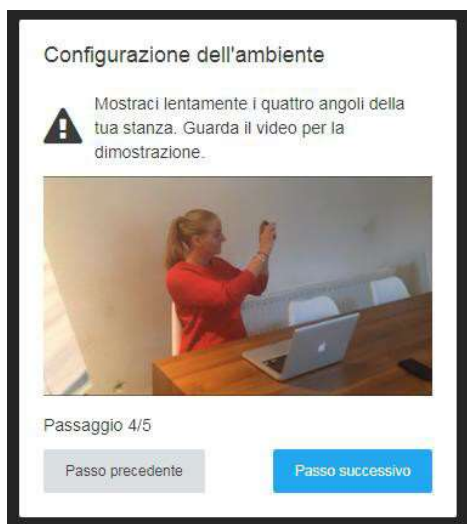 Configurazione dell'ambiente
Mostraci lentamente i quattro angoli della
tua stanza. Guarda il video per la
dimostrazione.
Passaggio 4/5
Passo precedente
Passo successivo